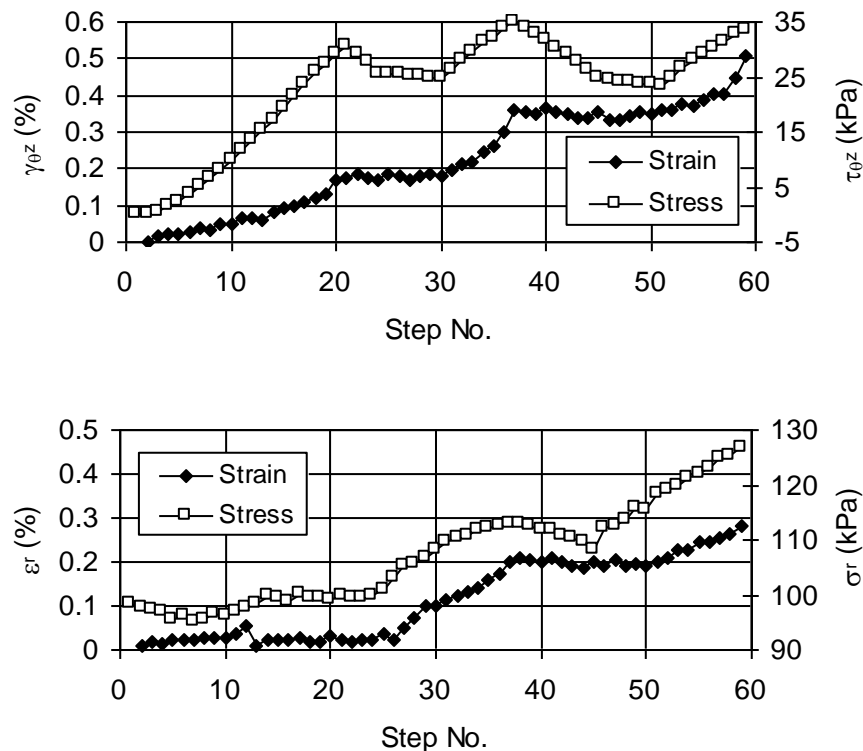 0.6
0.5
0.4
0.3
0.2
0.1
0
γθz (%)
35
25
15
5
-5
τθz (kPa)
Strain
Stress
0 10 20 30 40 50 60
Step No.
0.5
0.4
0.3
0.2
0.1
0
εr (%)
130
120
110
100
90
σr (kPa)
Strain
Stress
0 10 20 30 40 50 60
Step No.